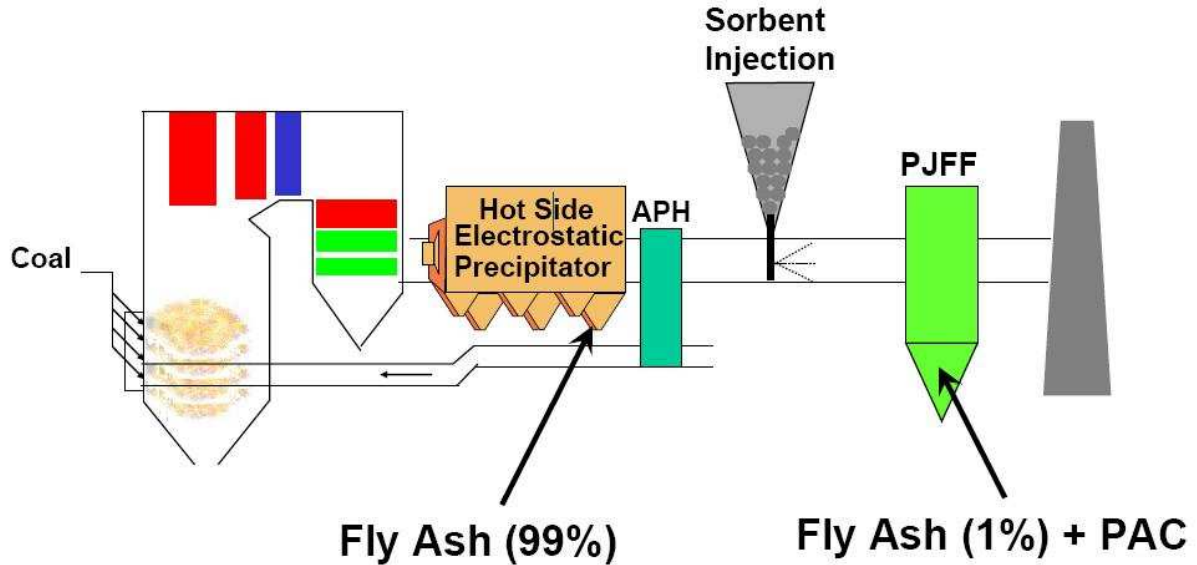 Sorbent
Injection
PJFF
Hot Side
Electrostatic
Precipitator
APH
Coal
Fly Ash (99%)
Fly Ash (1%) + PAC